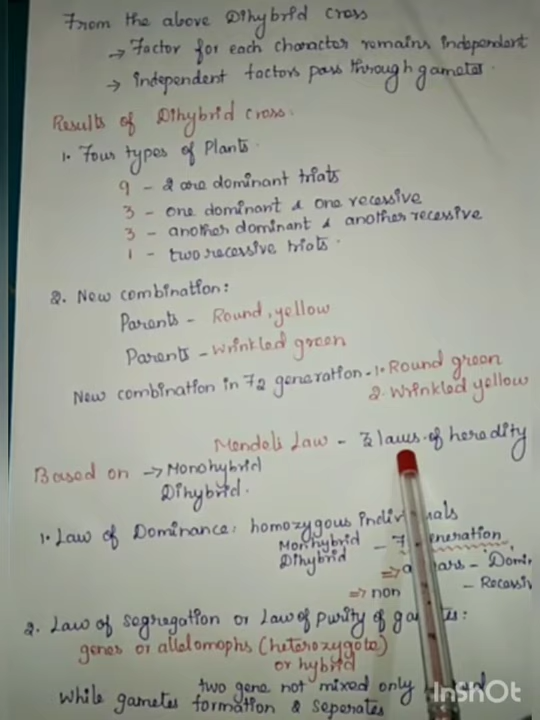 From the above Dihybrid cross
→ Factor for each character remains independent
→ independent factors pass through gametes.
Results of Dihybrid cross.
1. Four types of Plants.
9 - 2 are dominant triats
3 - one dominant & one recessive
3 - another dominant & another recessive
1 - two recessive triats.
2. New combination:
Parents - Round, yellow
Parents - wrinkled green
New combination in F2 generation - 1. Round green
2. Wrinkled yellow
Mendeli Law - laws of heredity
Based on → Monohybrid
Dihybrid.
1. Law of Dominance: homozygous
Monhybrid
Dihybrid
⇒
⇒ non - Recessiv
2. Law of segregation or Law of purity of
genes or allelomophs (heterozygote)
or hybrid
two gene not mixed only
While gametes formation & seperates
InShOt